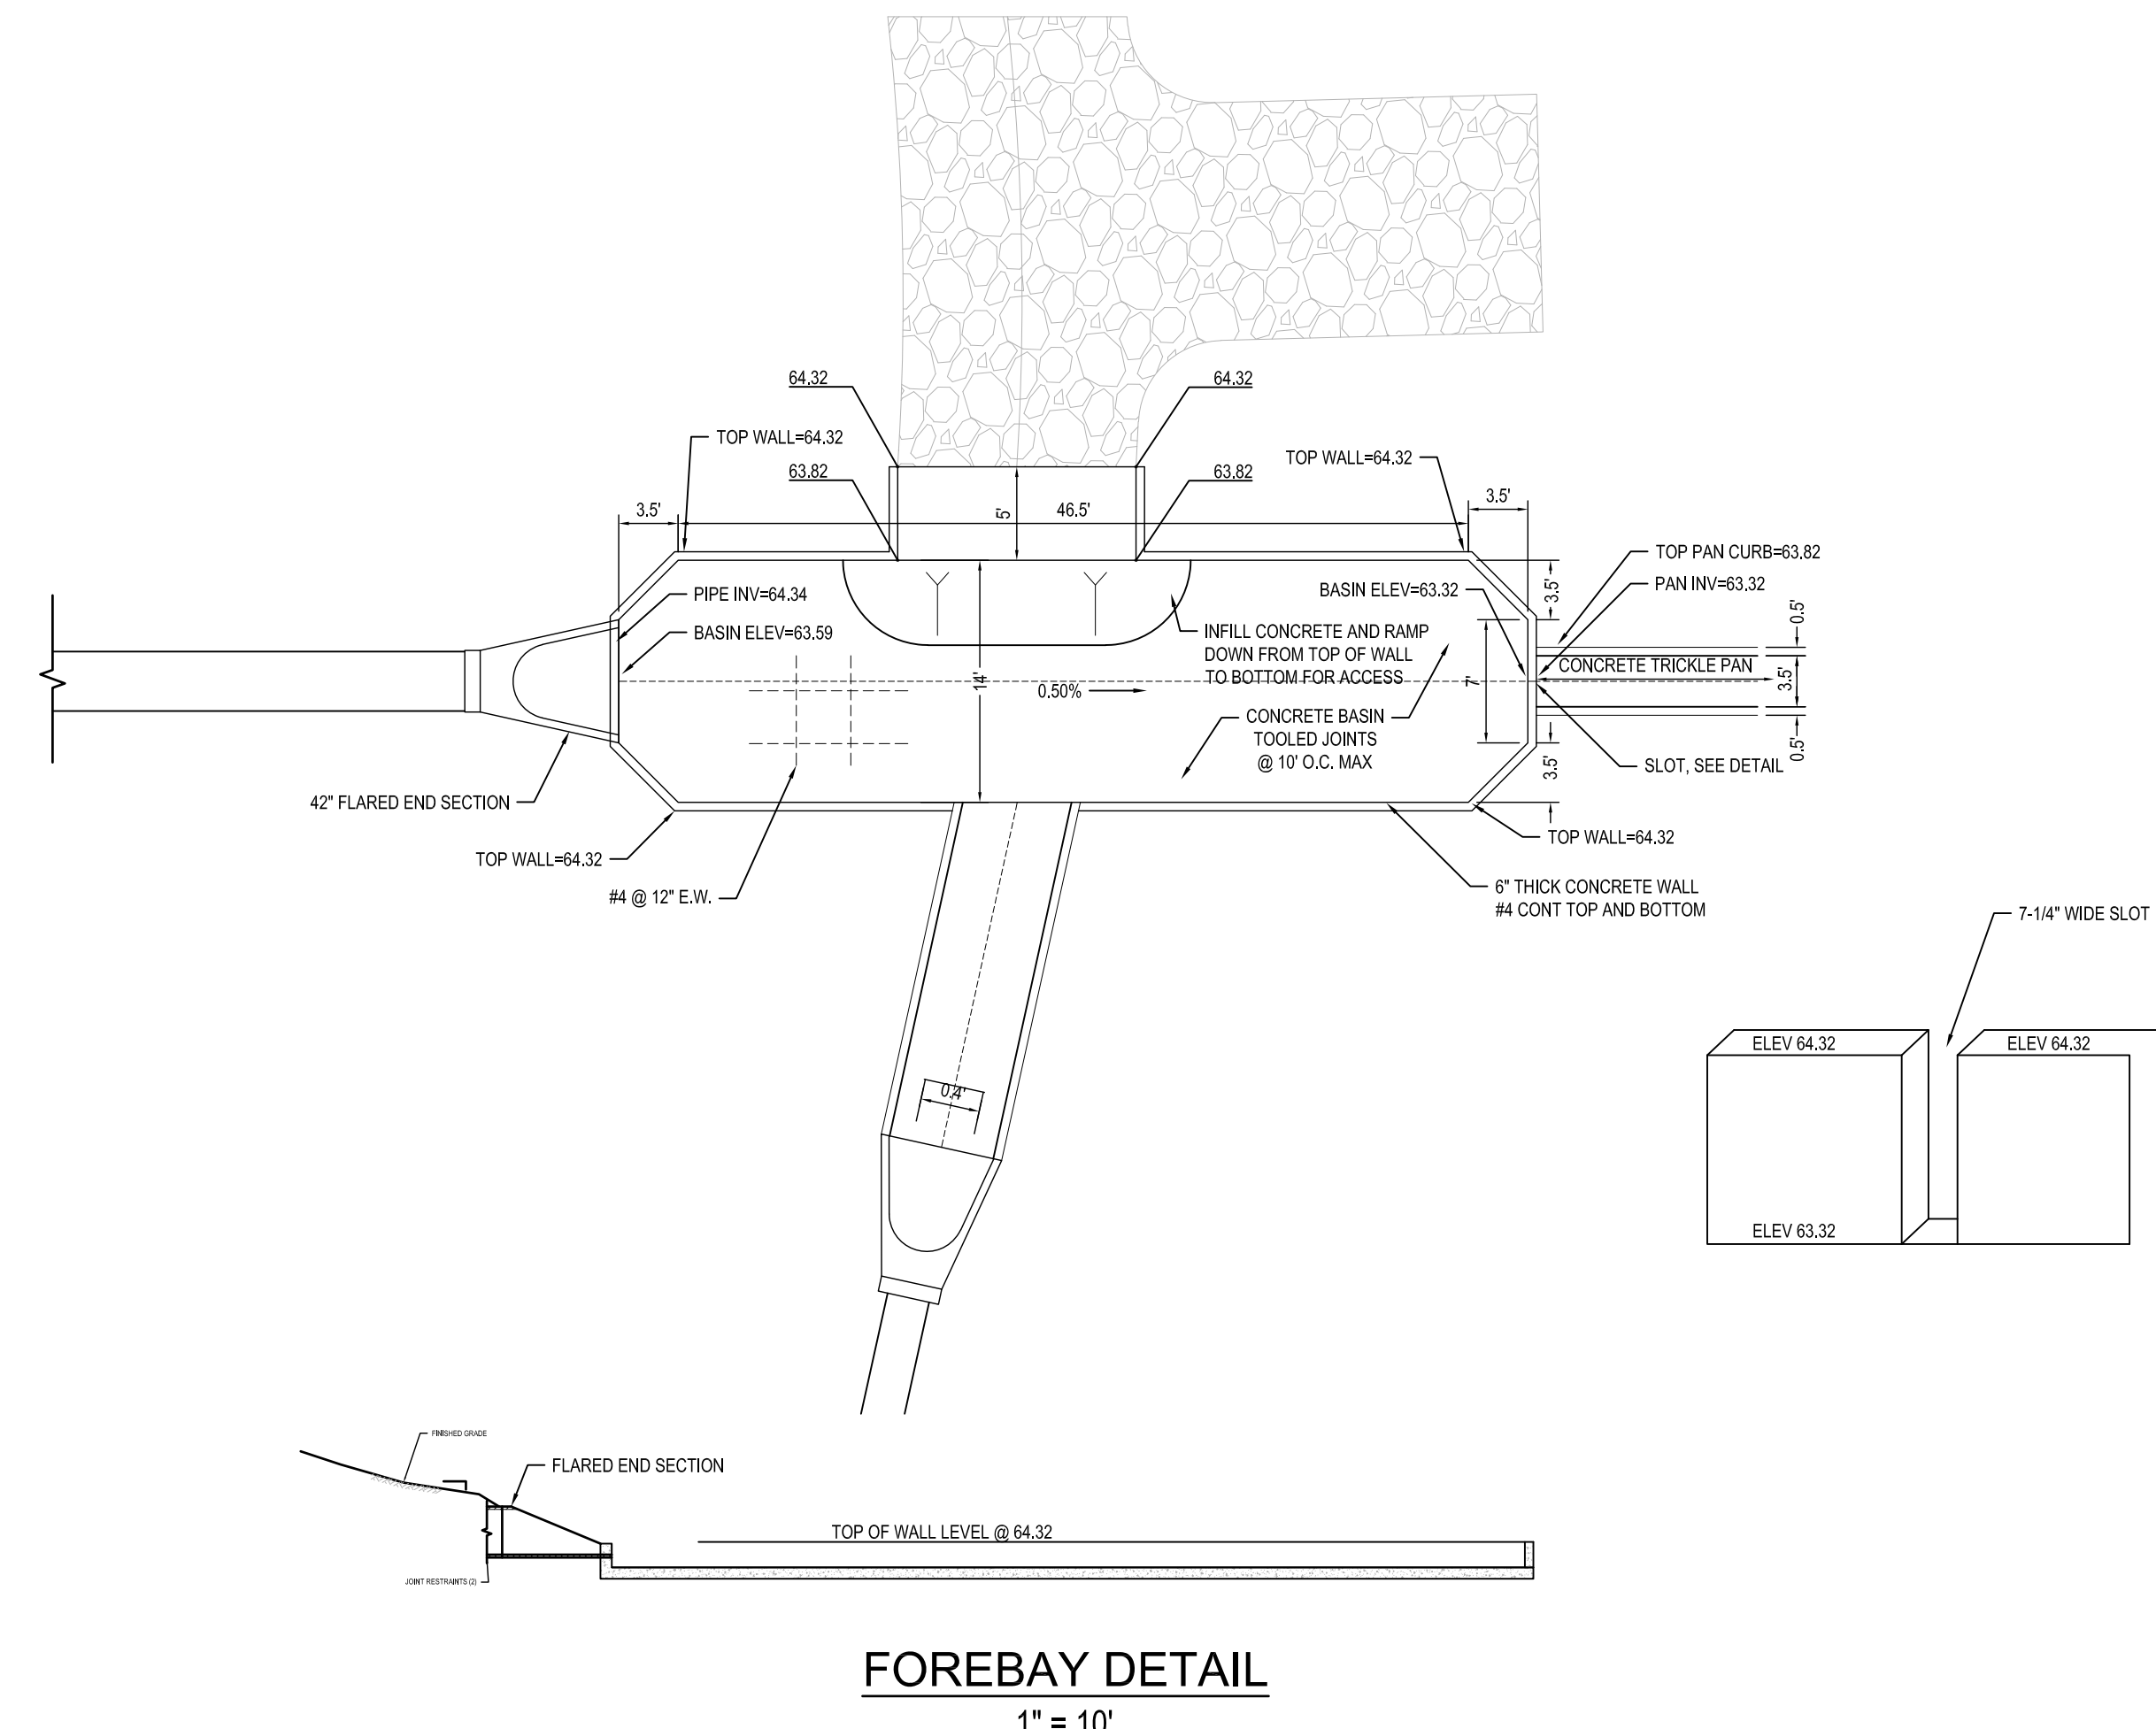 64.32
64.32
TOP WALL=64.32
TOP WALL=64.32
63.82
63.82
3.5'
5'
46.5'
3.5'
TOP PAN CURB=63.82
PAN INV=63.32
PIPE INV=64.34
BASIN ELEV=63.32
3.5'
0.5'
BASIN ELEV=63.59
INFILL CONCRETE AND RAMP
DOWN FROM TOP OF WALL
TO BOTTOM FOR ACCESS
CONCRETE TRICKLE PAN
14'
0.50%
7'
3.5'
CONCRETE BASIN
TOOLED JOINTS
@ 10' O.C. MAX
0.5'
3.5'
SLOT, SEE DETAIL
42" FLARED END SECTION
TOP WALL=64.32
TOP WALL=64.32
#4 @ 12" E.W.
6" THICK CONCRETE WALL
#4 CONT TOP AND BOTTOM
7-1/4" WIDE SLOT
ELEV 64.32
ELEV 64.32
0.4'
ELEV 63.32
FINISHED GRADE
FLARED END SECTION
TOP OF WALL LEVEL @ 64.32
JOINT RESTRAINTS (2)
FOREBAY DETAIL
1" = 10'